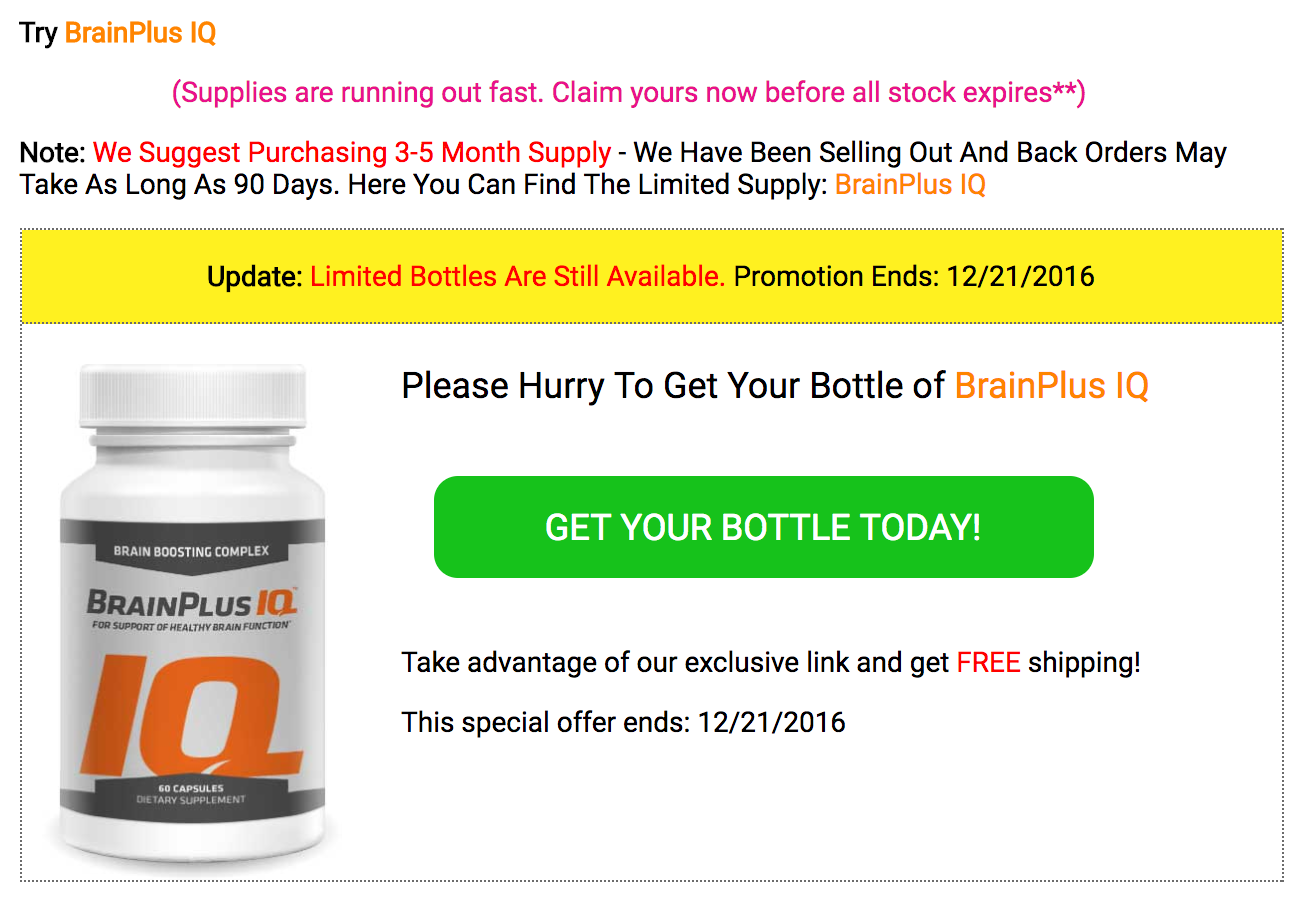 Try BrainPlus IQ
(Supplies are running out fast. Claim yours now before all stock expires**)
Note: We Suggest Purchasing 3-5 Month Supply - We Have Been Selling Out And Back Orders May
Take As Long As 90 Days. Here You Can Find The Limited Supply: BrainPlus IQ
Update: Limited Bottles Are Still Available. Promotion Ends: 12/21/2016
Please Hurry To Get Your Bottle of BrainPlus IQ
GET YOUR BOTTLE TODAY!
Take advantage of our exclusive link and get FREE shipping!
This special offer ends: 12/21/2016
BRAIN BOOSTING COMPLEX
BRAINPLUS IQ™
FOR SUPPORT OF HEALTHY BRAIN FUNCTION*
IQ
60 CAPSULES
DIETARY SUPPLEMENT